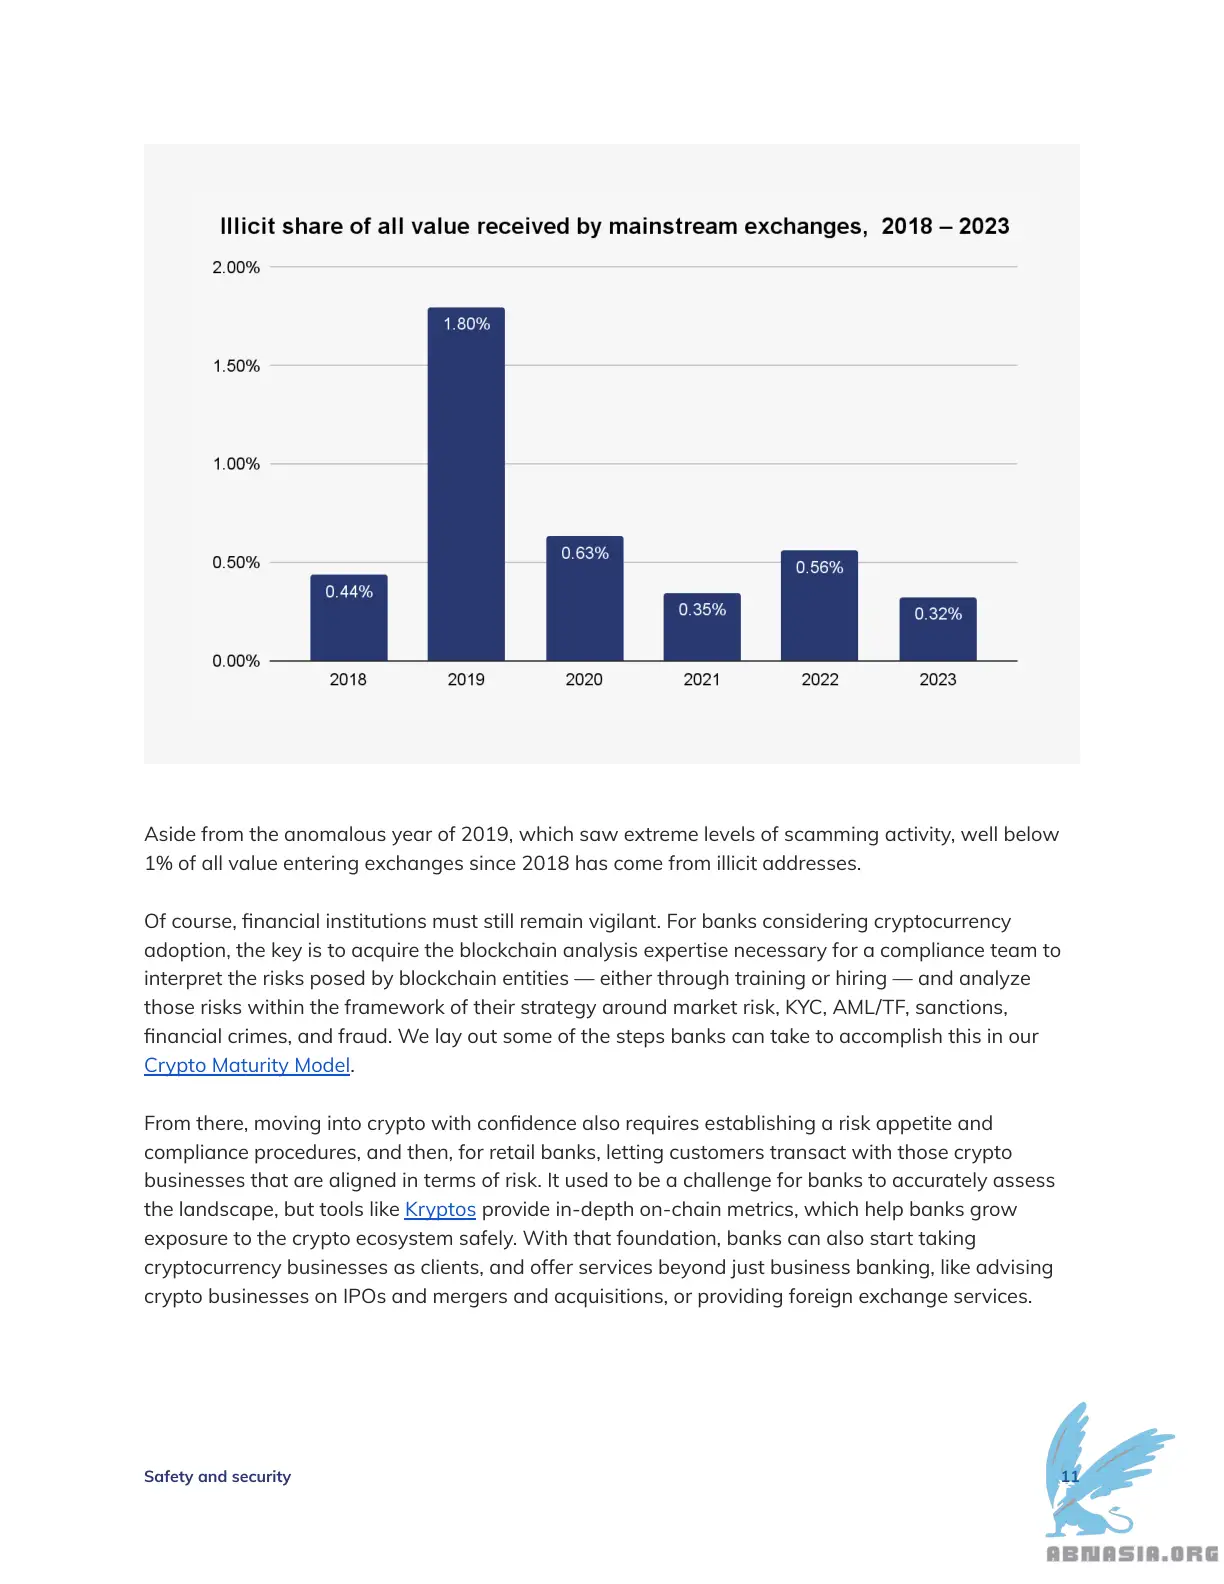 Illicit share of all value received by mainstream exchanges, 2018 – 2023
2.00%
1.50%
1.00%
0.50%
0.00%
0.44%
1.80%
0.63%
0.35%
0.56%
0.32%
2018 2019 2020 2021 2022 2023
Aside from the anomalous year of 2019, which saw extreme levels of scamming activity, well below
1% of all value entering exchanges since 2018 has come from illicit addresses.
Of course, financial institutions must still remain vigilant. For banks considering cryptocurrency
adoption, the key is to acquire the blockchain analysis expertise necessary for a compliance team to
interpret the risks posed by blockchain entities — either through training or hiring — and analyze
those risks within the framework of their strategy around market risk, KYC, AML/TF, sanctions,
financial crimes, and fraud. We lay out some of the steps banks can take to accomplish this in our
Crypto Maturity Model.
From there, moving into crypto with confidence also requires establishing a risk appetite and
compliance procedures, and then, for retail banks, letting customers transact with those crypto
businesses that are aligned in terms of risk. It used to be a challenge for banks to accurately assess
the landscape, but tools like Kryptos provide in-depth on-chain metrics, which help banks grow
exposure to the crypto ecosystem safely. With that foundation, banks can also start taking
cryptocurrency businesses as clients, and offer services beyond just business banking, like advising
crypto businesses on IPOs and mergers and acquisitions, or providing foreign exchange services.
Safety and security 11
ABNASIA.ORG